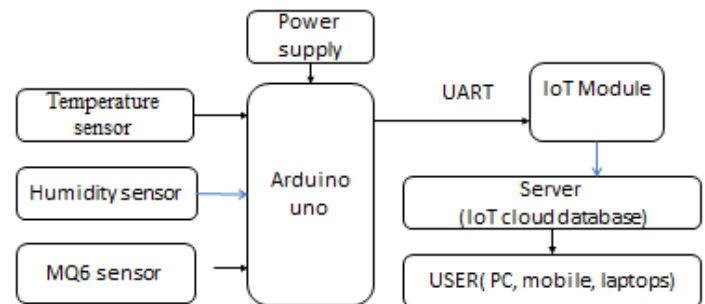 Power
supply
UART
IoT Module
Temperature
sensor
Arduino
uno
Humidity sensor
Server
(IoT cloud database)
MQ6 sensor
USER( PC, mobile, laptops)